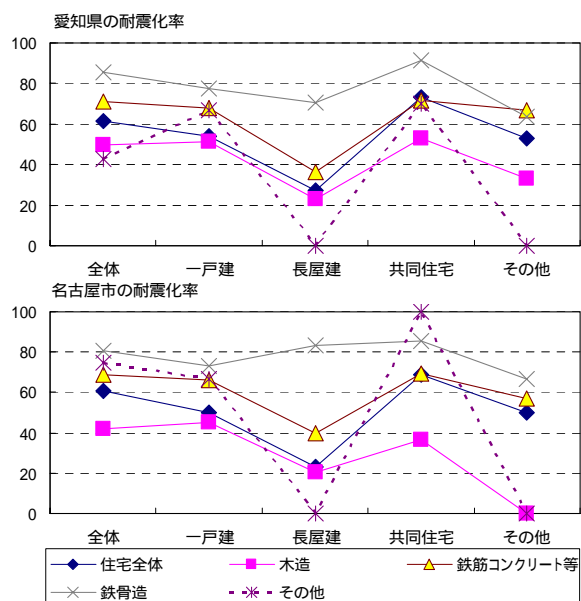 愛知県の耐震化率
100
80
60
40
20
0
全体 一戸建 長屋建 共同住宅 その他
名古屋市の耐震化率
100
80
60
40
20
0
全体 一戸建 長屋建 共同住宅 その他
住宅全体 木造 鉄筋コンクリート等
鉄骨造 その他